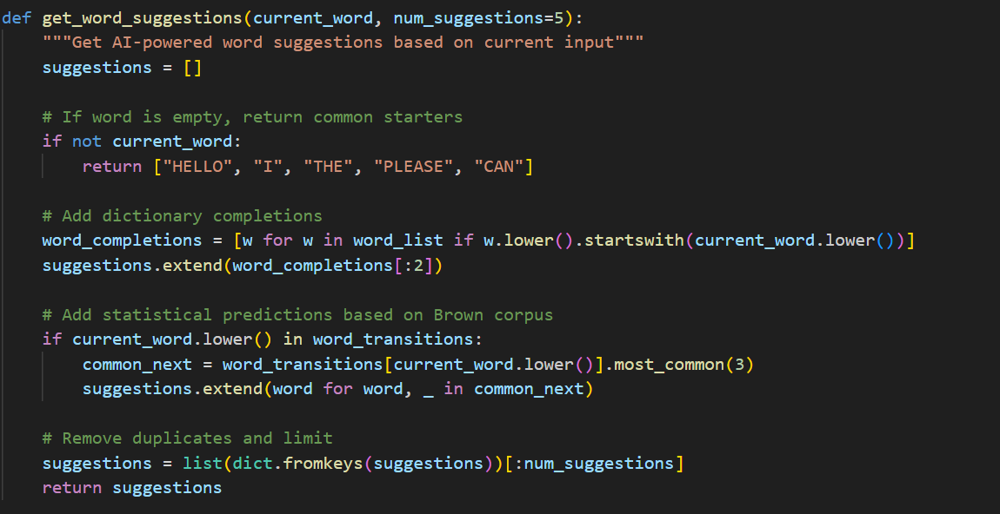 def get_word_suggestions(current_word, num_suggestions=5):
    """Get AI-powered word suggestions based on current input"""
    suggestions = []

    # If word is empty, return common starters
    if not current_word:
        return ["HELLO", "I", "THE", "PLEASE", "CAN"]

    # Add dictionary completions
    word_completions = [w for w in word_list if w.lower().startswith(current_word.lower())]
    suggestions.extend(word_completions[:2])

    # Add statistical predictions based on Brown corpus
    if current_word.lower() in word_transitions:
        common_next = word_transitions[current_word.lower()].most_common(3)
        suggestions.extend(word for word, _ in common_next)

    # Remove duplicates and limit
    suggestions = list(dict.fromkeys(suggestions))[:num_suggestions]
    return suggestions